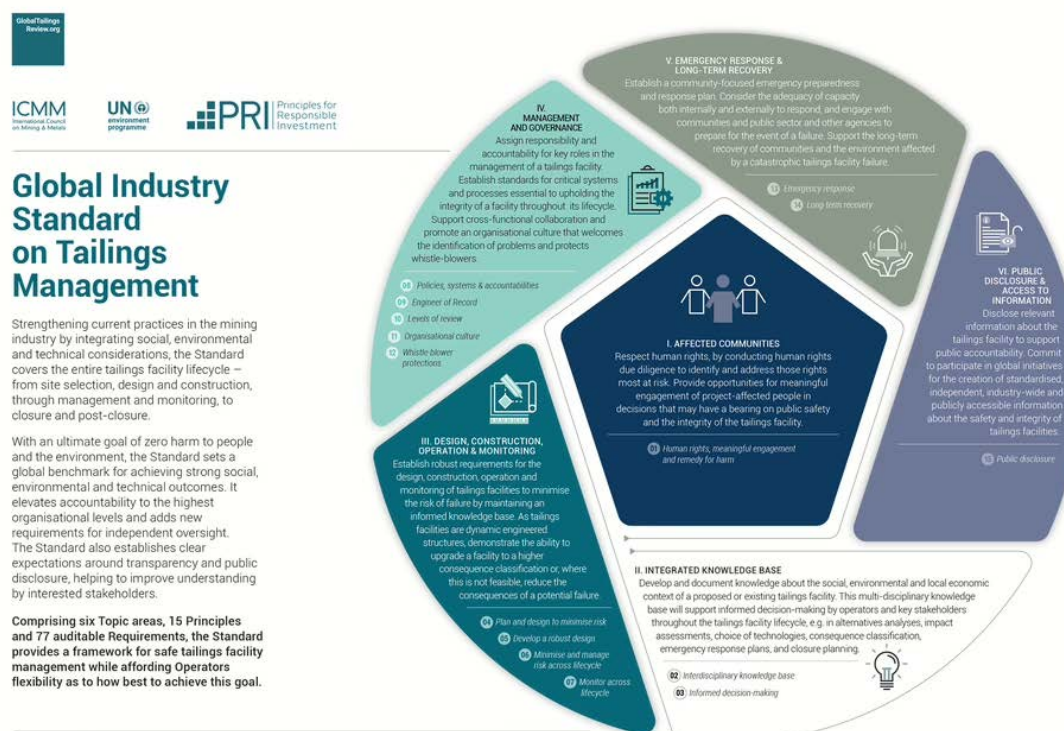 GlobalTailings
Review.org
ICMM
International Council
on Mining & Metals
UN
environment
programme
PRI
Principles for
Responsible
Investment
Global Industry
Standard
on Tailings
Management
Strengthening current practices in the mining
industry by integrating social, environmental
and technical considerations, the Standard
covers the entire tailings facility lifecycle –
from site selection, design and construction,
through management and monitoring, to
closure and post-closure.
With an ultimate goal of zero harm to people
and the environment, the Standard sets a
global benchmark for achieving strong social,
environmental and technical outcomes. It
elevates accountability to the highest
organisational levels and adds new
requirements for independent oversight.
The Standard also establishes clear
expectations around transparency and public
disclosure, helping to improve understanding
by interested stakeholders.
Comprising six Topic areas, 15 Principles
and 77 auditable Requirements, the Standard
provides a framework for safe tailings facility
management while affording Operators
flexibility as to how best to achieve this goal.
I. AFFECTED COMMUNITIES
Respect human rights, by conducting human rights
due diligence to identify and address those rights
most at risk. Provide opportunities for meaningful
engagement of project-affected people in
decisions that may have a bearing on public safety
and the integrity of the tailings facility.
01 Human rights, meaningful engagement
and remedy for harm
II. INTEGRATED KNOWLEDGE BASE
Develop and document knowledge about the social, environmental and local economic
context of a proposed or existing tailings facility. This multi-disciplinary knowledge
base will support informed decision-making by operators and key stakeholders
throughout the tailings facility lifecycle, e.g. in alternatives analyses, impact
assessments, choice of technologies, consequence classification,
emergency response plans, and closure planning.
02 Interdisciplinary knowledge base
03 Informed decision-making
III. DESIGN, CONSTRUCTION,
OPERATION & MONITORING
Establish robust requirements for the
design, construction, operation and
monitoring of tailings facilities to minimise
the risk of failure by maintaining an
informed knowledge base. As tailings
facilities are dynamic engineered
structures, demonstrate the ability to
upgrade a facility to a higher
consequence classification or, where
this is not feasible, reduce the
consequences of a potential failure.
04 Plan and design to minimise risk
05 Develop a robust design
06 Minimise and manage
risk across lifecycle
07 Monitor across
lifecycle
IV.
MANAGEMENT
AND GOVERNANCE
Assign responsibility and
accountability for key roles in the
management of a tailings facility.
Establish standards for critical systems
and processes essential to upholding the
integrity of a facility throughout its lifecycle.
Support cross-functional collaboration and
promote an organisational culture that welcomes
the identification of problems and protects
whistle-blowers.
08 Policies, systems & accountabilities
09 Engineer of Record
10 Levels of review
11 Organisational culture
12 Whistle-blower
protections
V. EMERGENCY RESPONSE &
LONG-TERM RECOVERY
Establish a community-focused emergency preparedness
and response plan. Consider the adequacy of capacity
both internally and externally to respond, and engage with
communities and public sector and other agencies to
prepare for the event of a failure. Support the long-term
recovery of communities and the environment affected
by a catastrophic tailings facility failure.
13 Emergency response
14 Long term recovery
VI. PUBLIC
DISCLOSURE &
ACCESS TO
INFORMATION
Disclose relevant
information about the
tailings facility to support
public accountability. Commit
to participate in global initiatives
for the creation of standardised,
independent, industry-wide and
publicly accessible information
about the safety and integrity of
tailings facilities.
15 Public disclosure